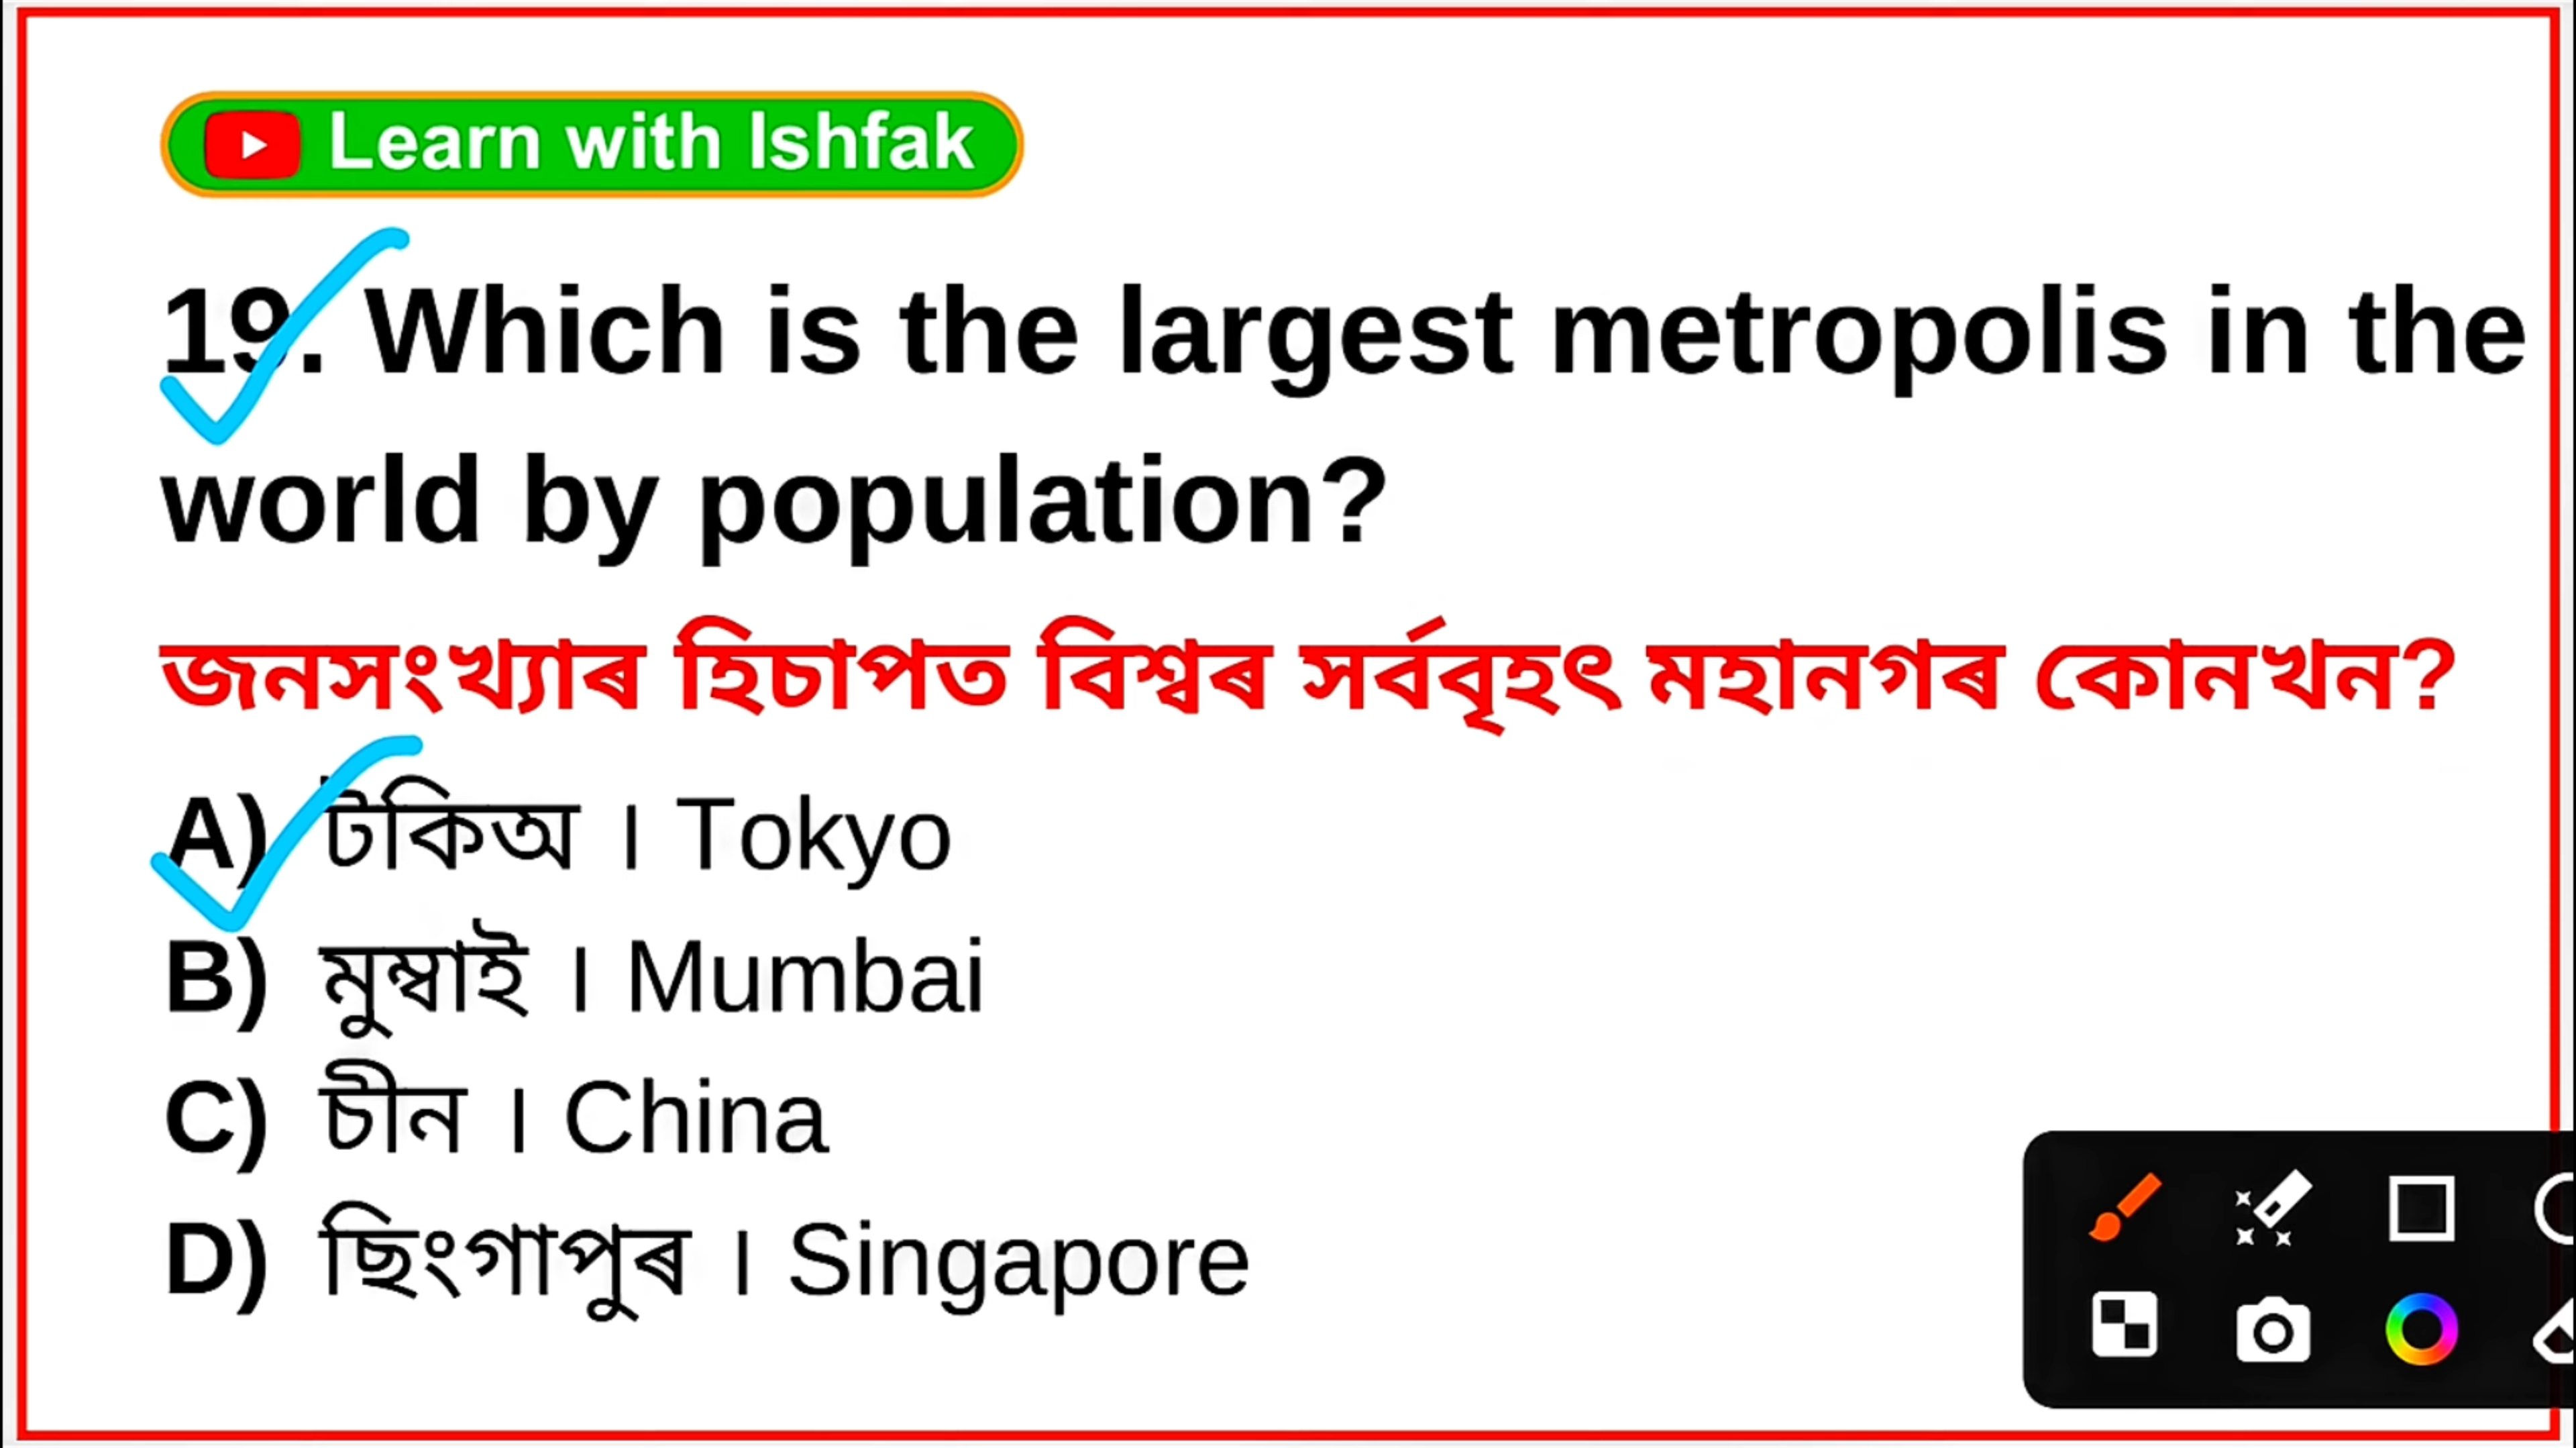 Learn with Ishfak
19. Which is the largest metropolis in the
world by population?
জনসংখ্যাৰ হিচাপত বিশ্বৰ সৰ্ববৃহৎ মহানগৰ কোনখন?
A) ট'কিঅ । Tokyo
B) মুম্বাই । Mumbai
C) চীন । China
D) ছিংগাপুৰ । Singapore